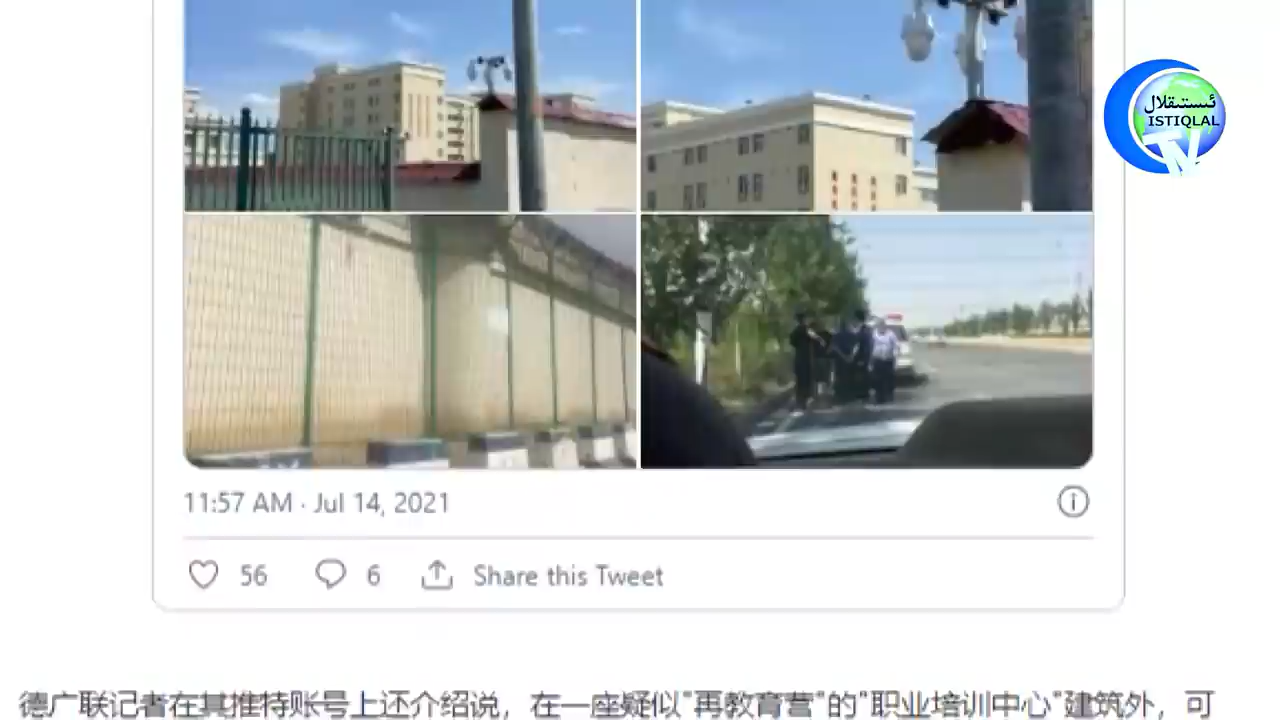 ئىستىقلال
ISTIQLAL
TV
11:57 AM · Jul 14, 2021
56
6
Share this Tweet
德广联记者在其推特账号上还介绍说，在一座疑似"再教育营"的"职业培训中心"建筑外，可